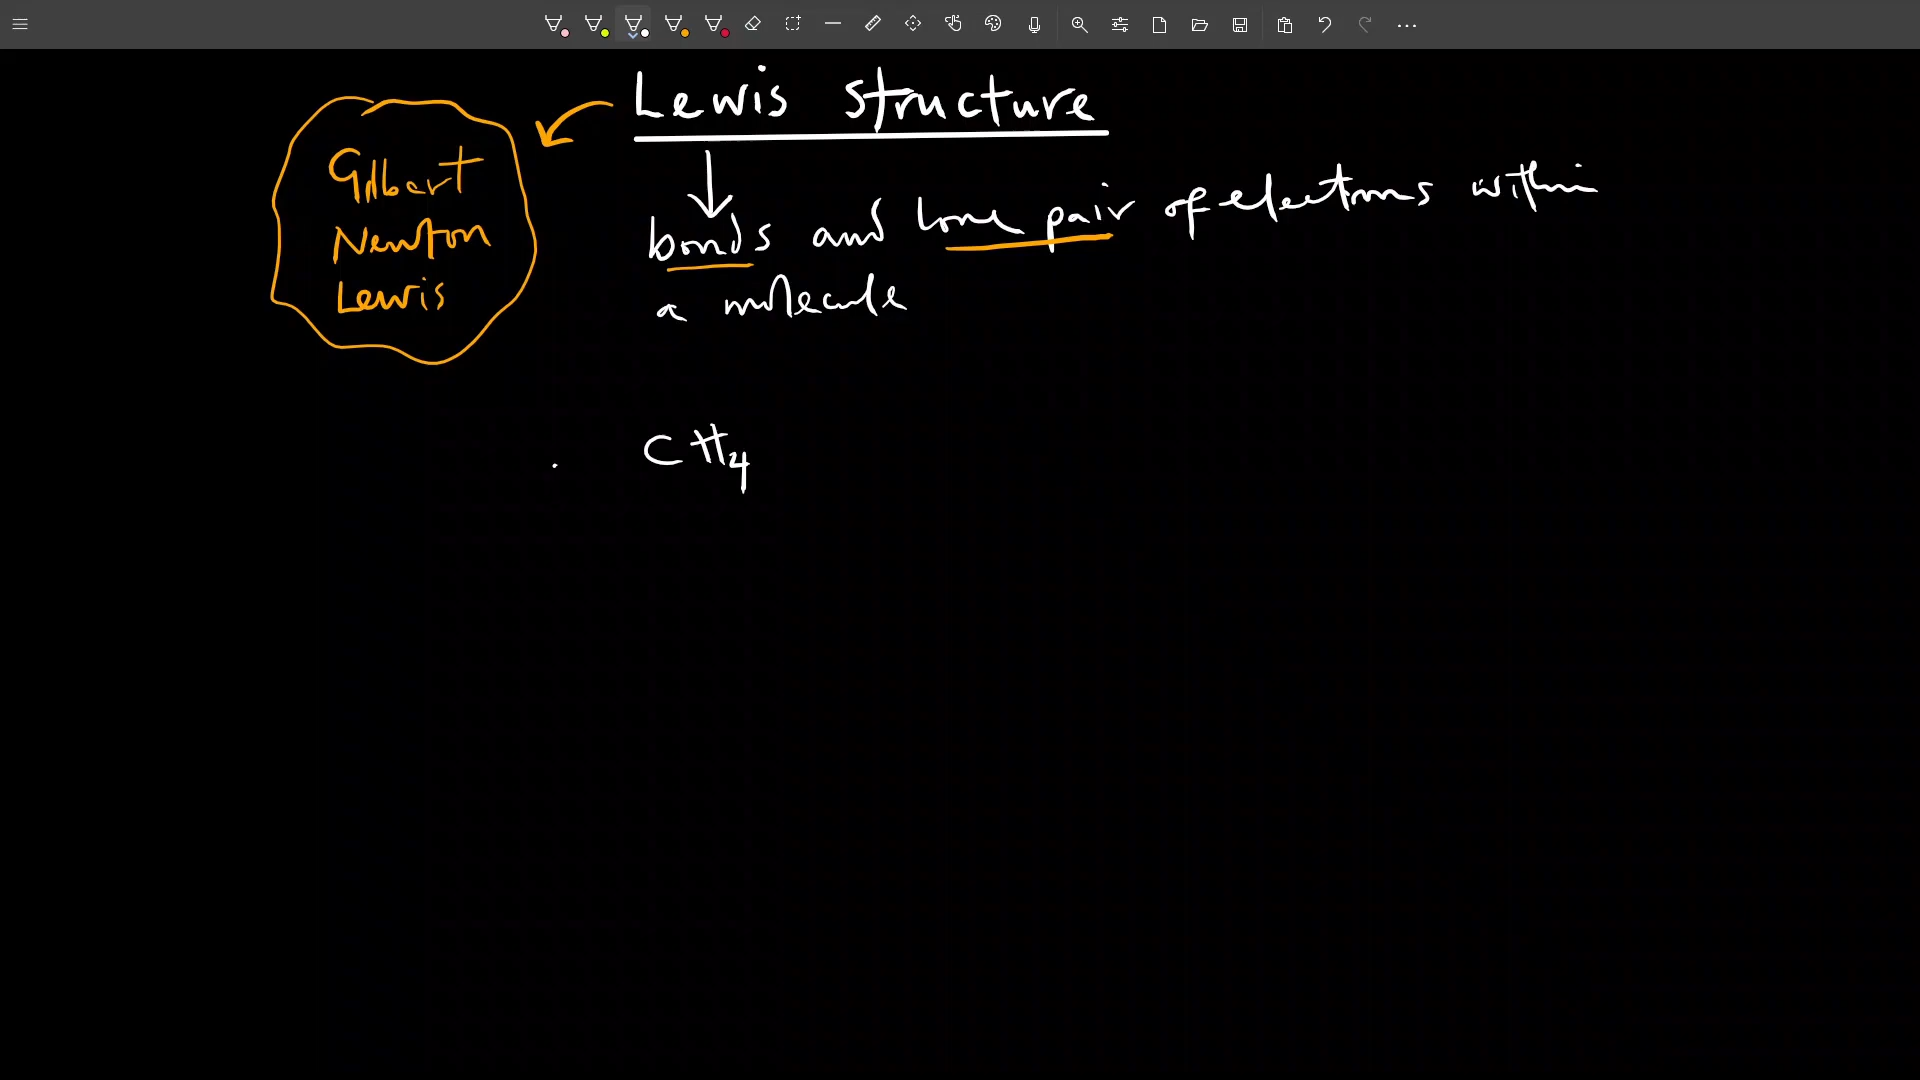 Lewis structure
Gilbert
Newton
Lewis
bonds and lone pair of electrons within
a molecule
CH₄